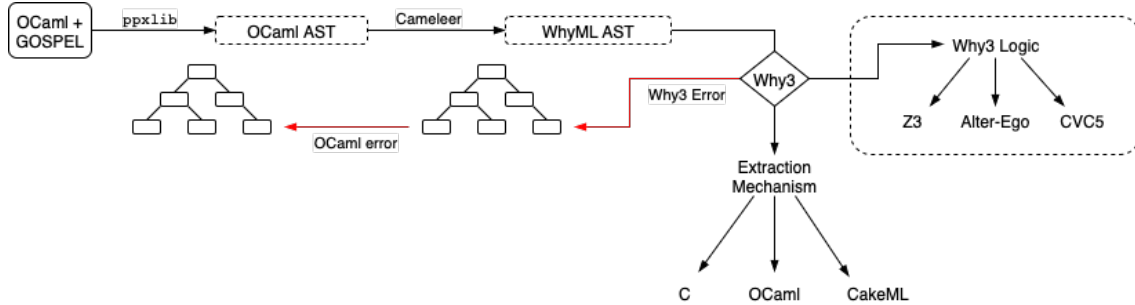 OCaml +
GOSPEL
ppxlib
OCaml AST
Cameleer
WhyML AST
Why3
Why3 Logic
Z3
Alter-Ego
CVC5
Why3 Error
OCaml error
Extraction
Mechanism
C
OCaml
CakeML